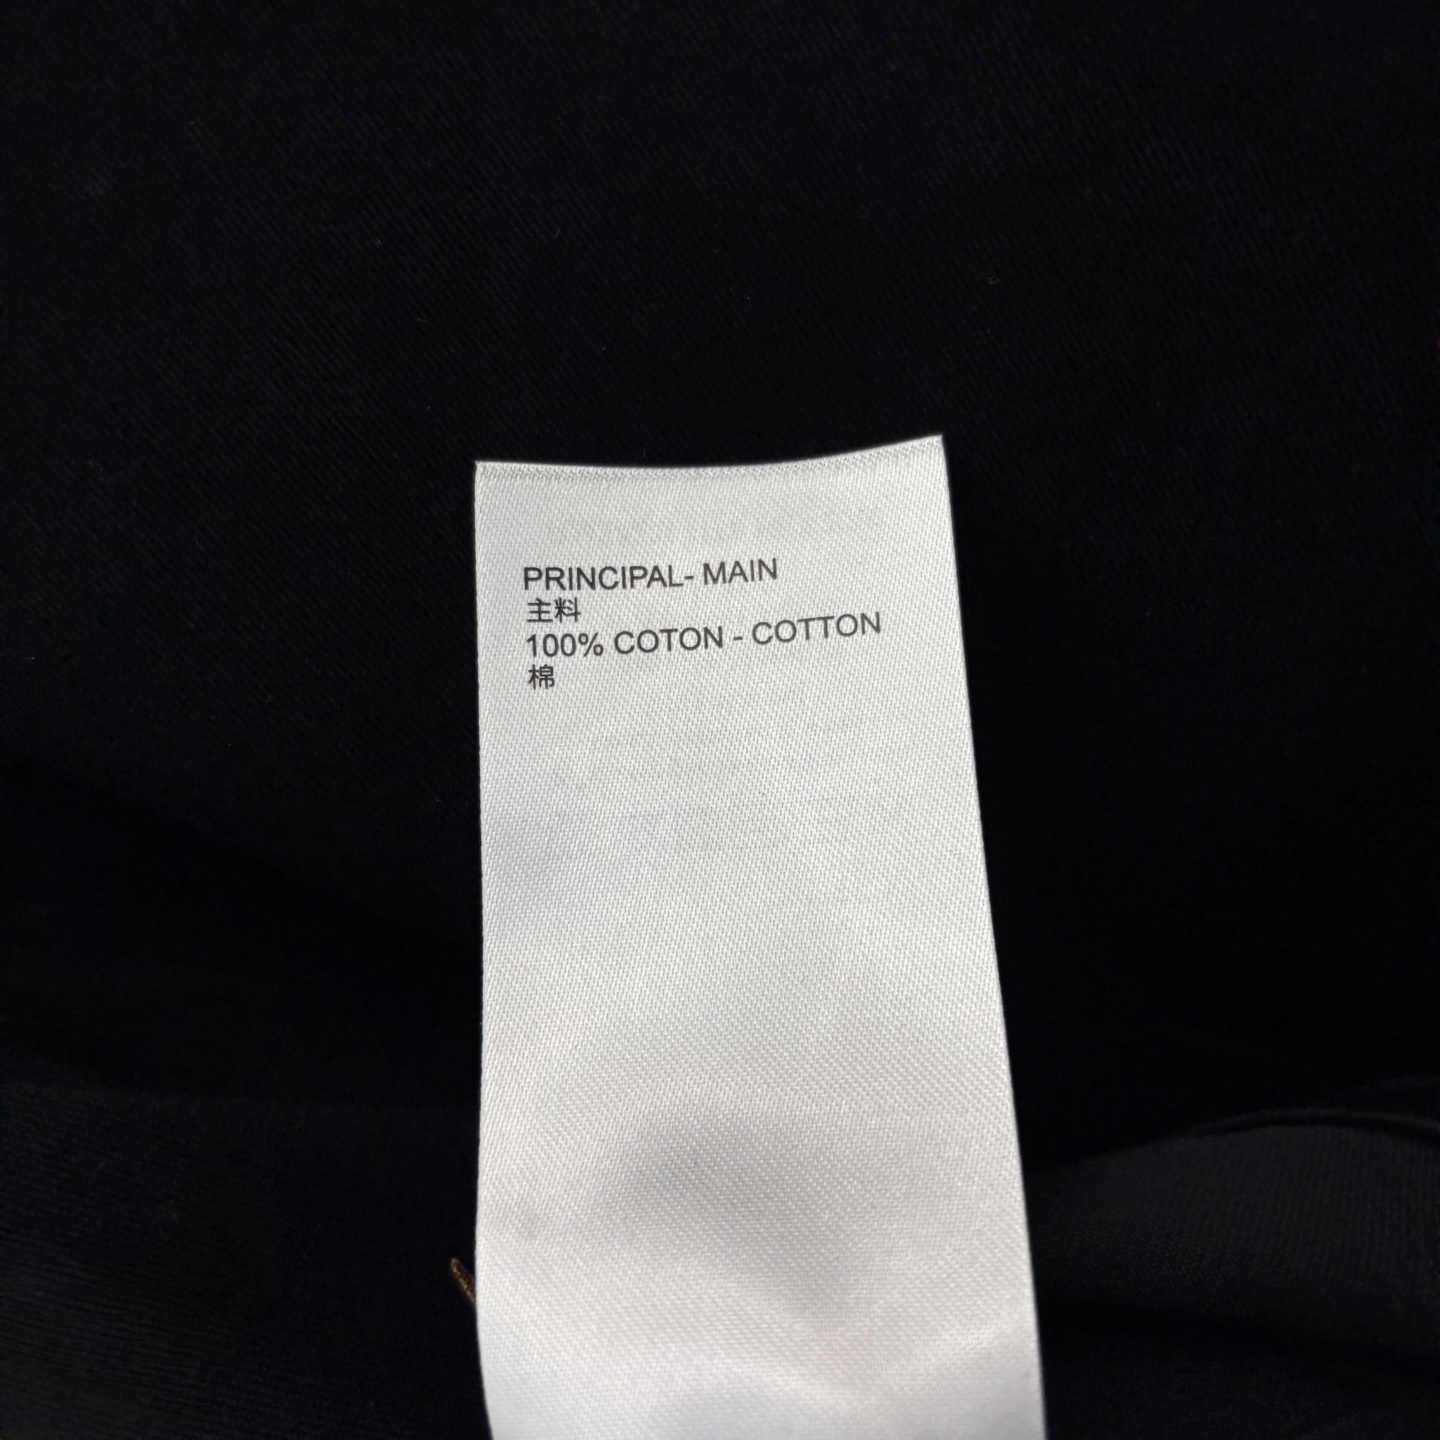 PRINCIPAL- MAIN
主料
100% COTON - COTTON
棉